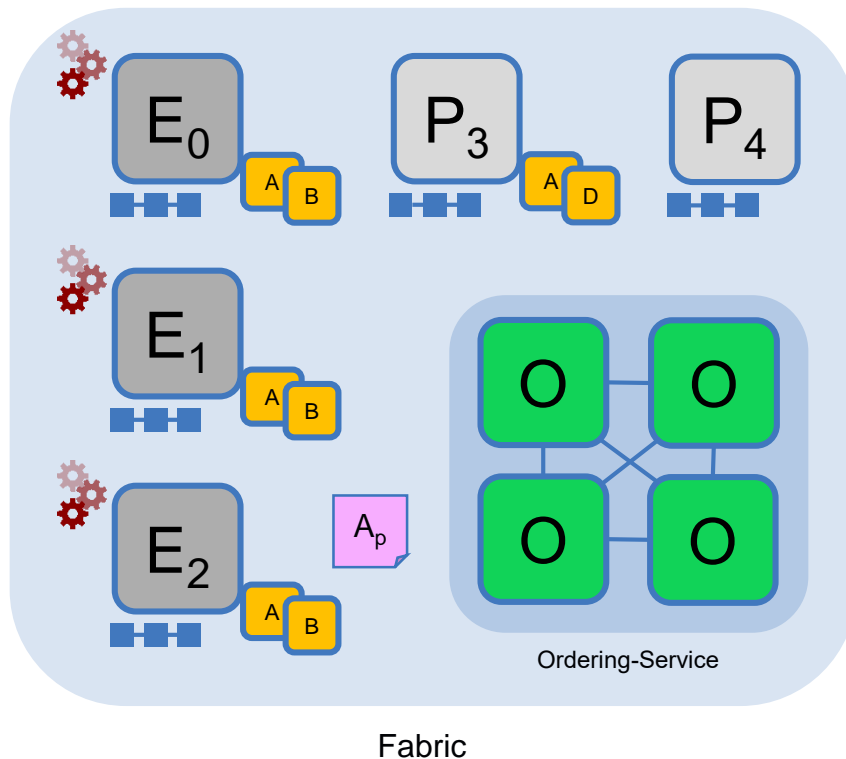 E₀
A
B
P₃
A
D
P₄
E₁
A
B
O
O
E₂
A
B
Aₚ
O
O
Ordering-Service
Fabric